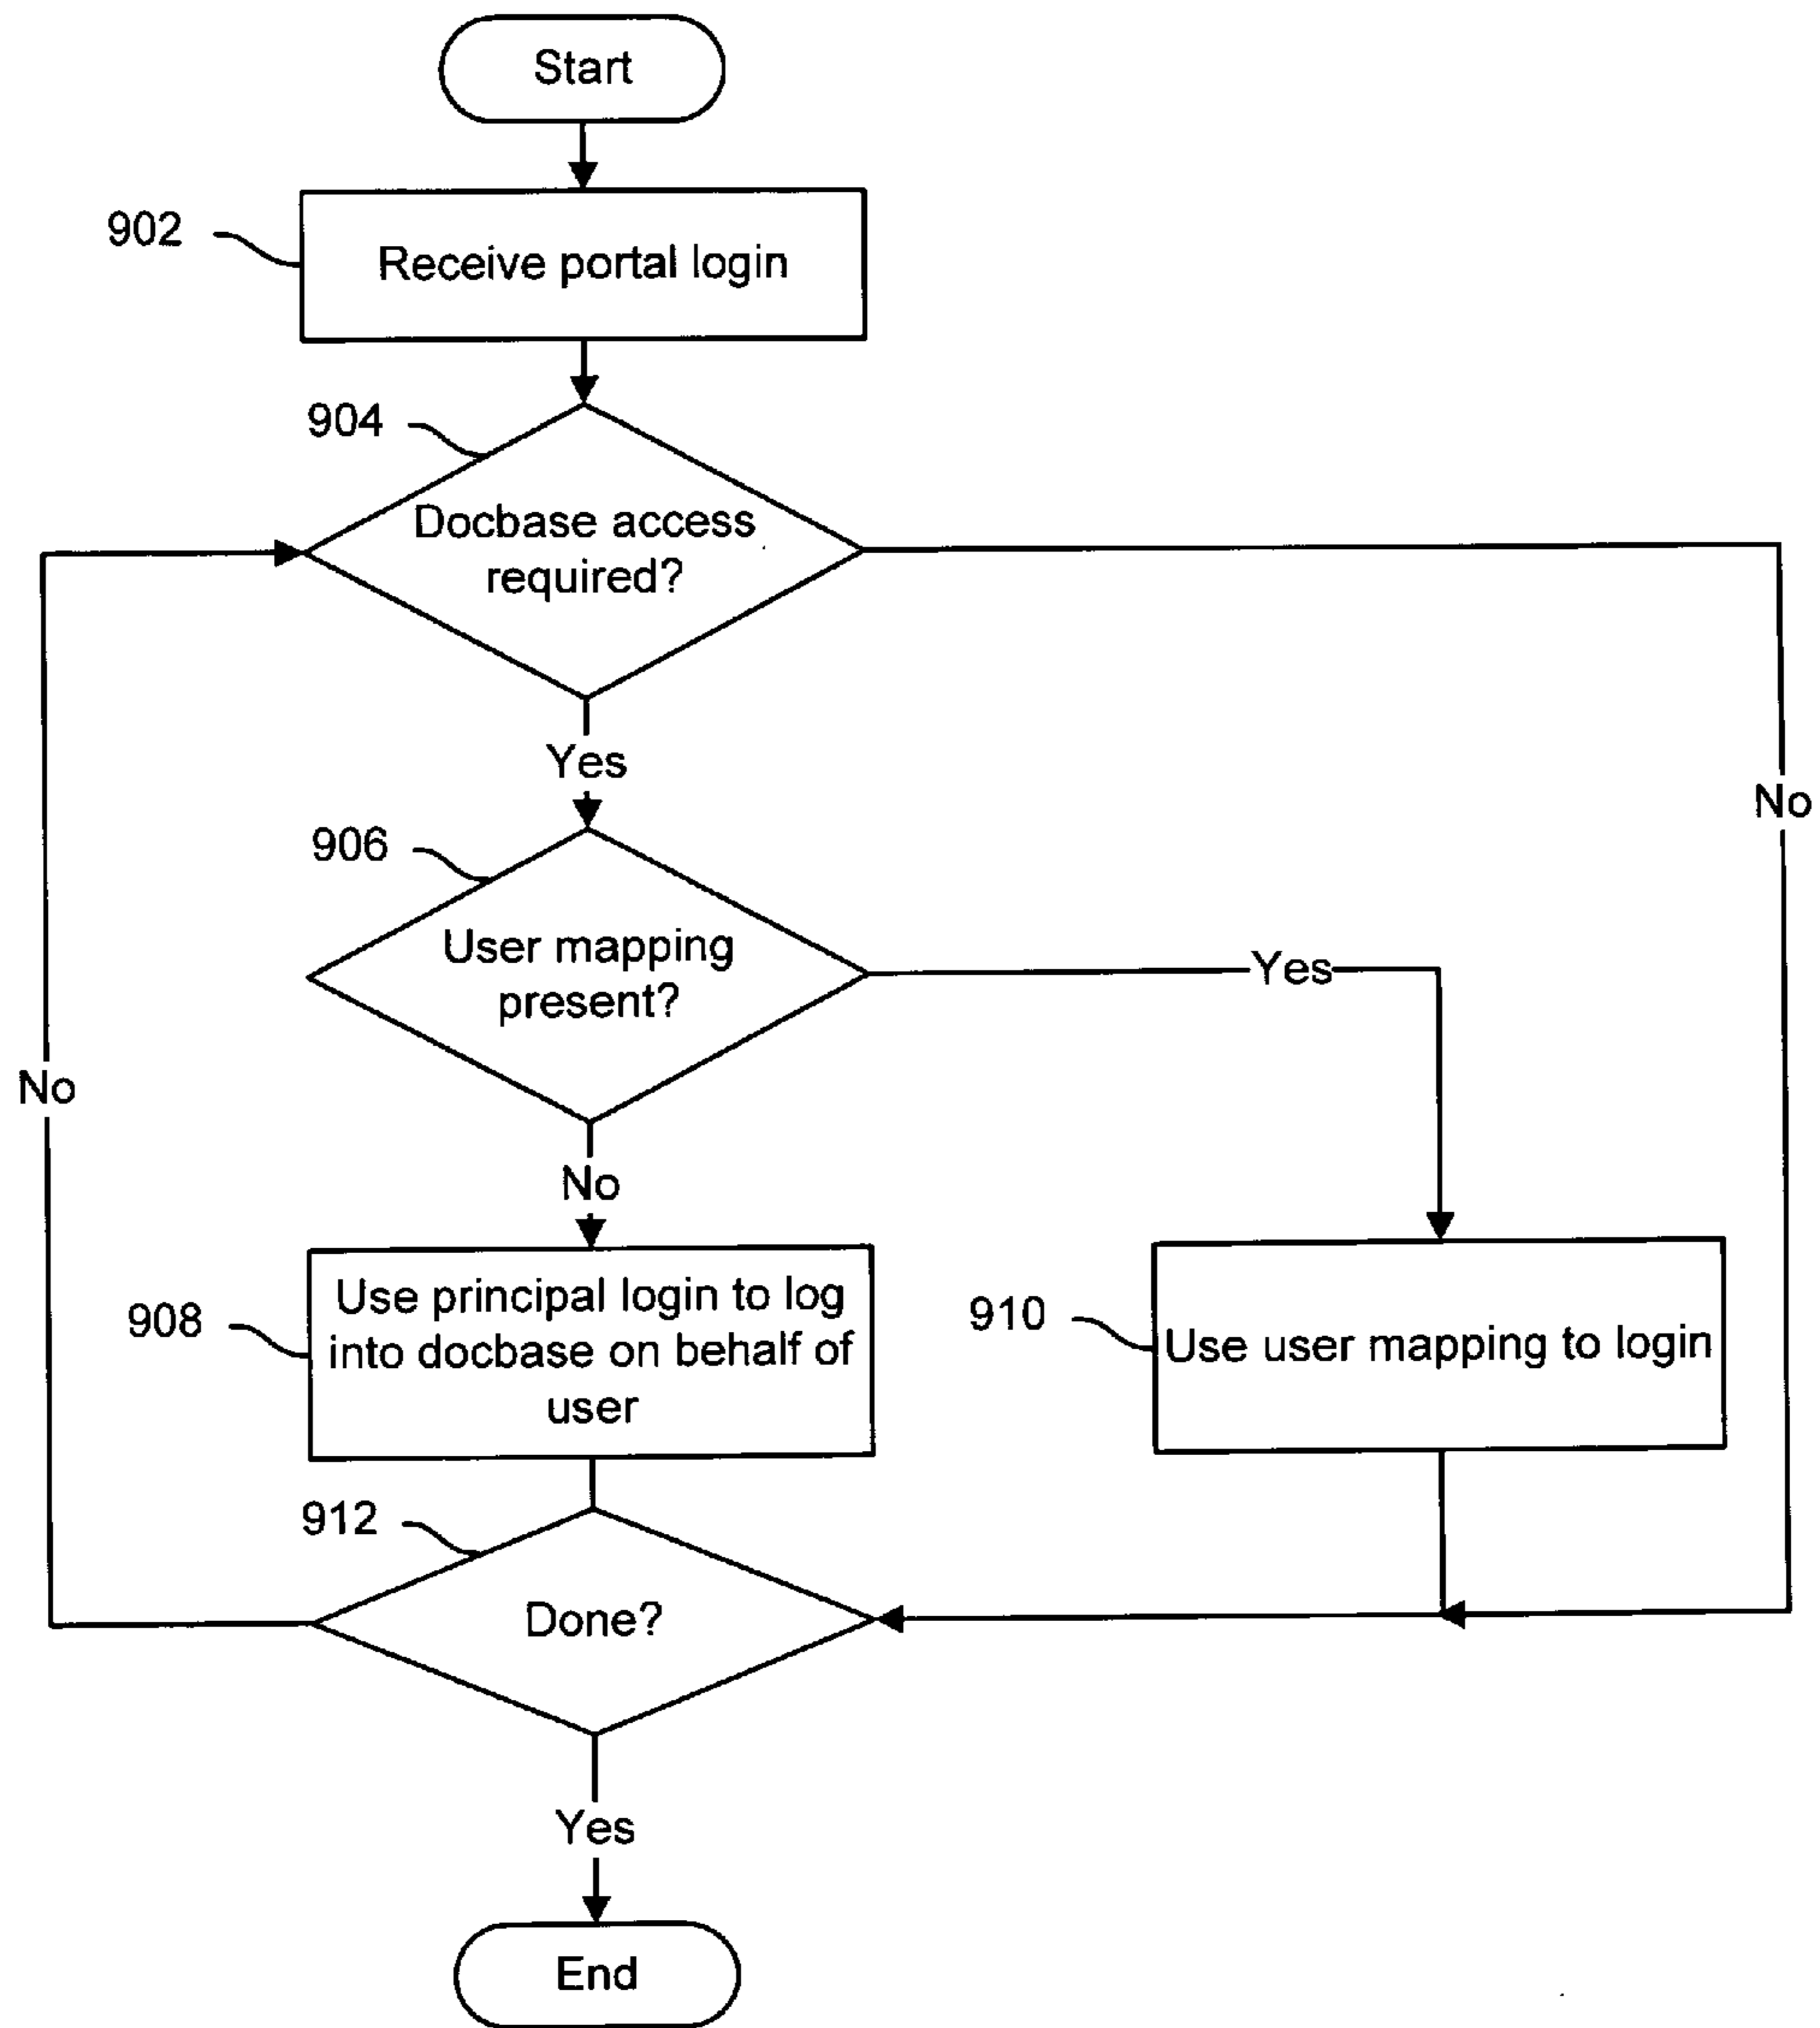 Start
902
Receive portal login
904
Docbase access
required?
Yes
No
906
User mapping
present?
Yes
No
No
908
Use principal login to log
into docbase on behalf of
user
910
Use user mapping to login
912
Done?
Yes
End